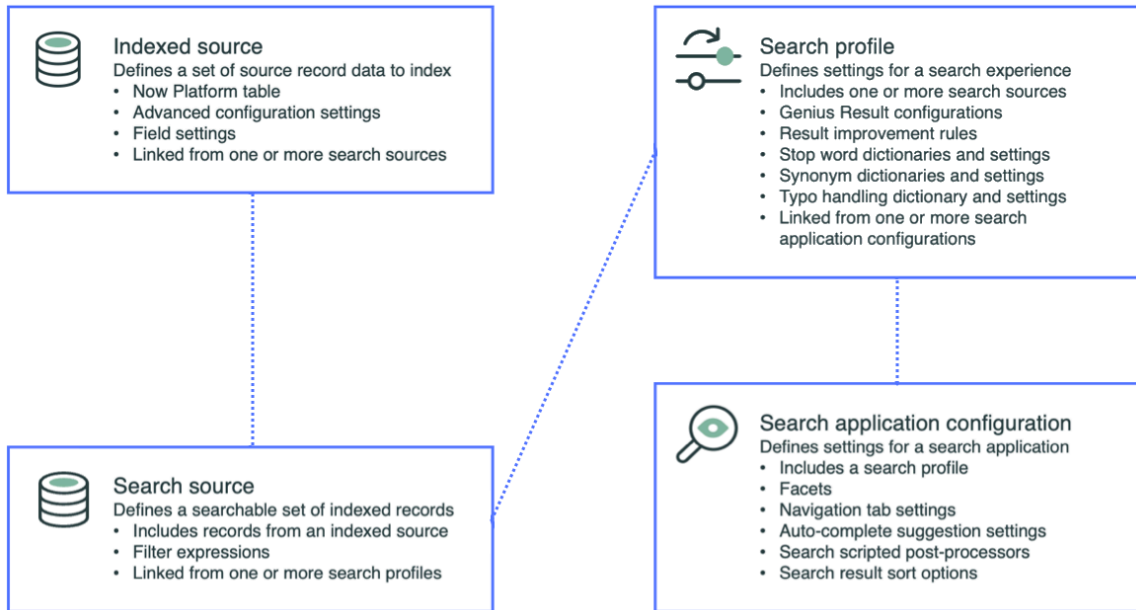 Indexed source
Defines a set of source record data to index
• Now Platform table
• Advanced configuration settings
• Field settings
• Linked from one or more search sources
Search source
Defines a searchable set of indexed records
• Includes records from an indexed source
• Filter expressions
• Linked from one or more search profiles
Search profile
Defines settings for a search experience
• Includes one or more search sources
• Genius Result configurations
• Result improvement rules
• Stop word dictionaries and settings
• Synonym dictionaries and settings
• Typo handling dictionary and settings
• Linked from one or more search
application configurations
Search application configuration
Defines settings for a search application
• Includes a search profile
• Facets
• Navigation tab settings
• Auto-complete suggestion settings
• Search scripted post-processors
• Search result sort options